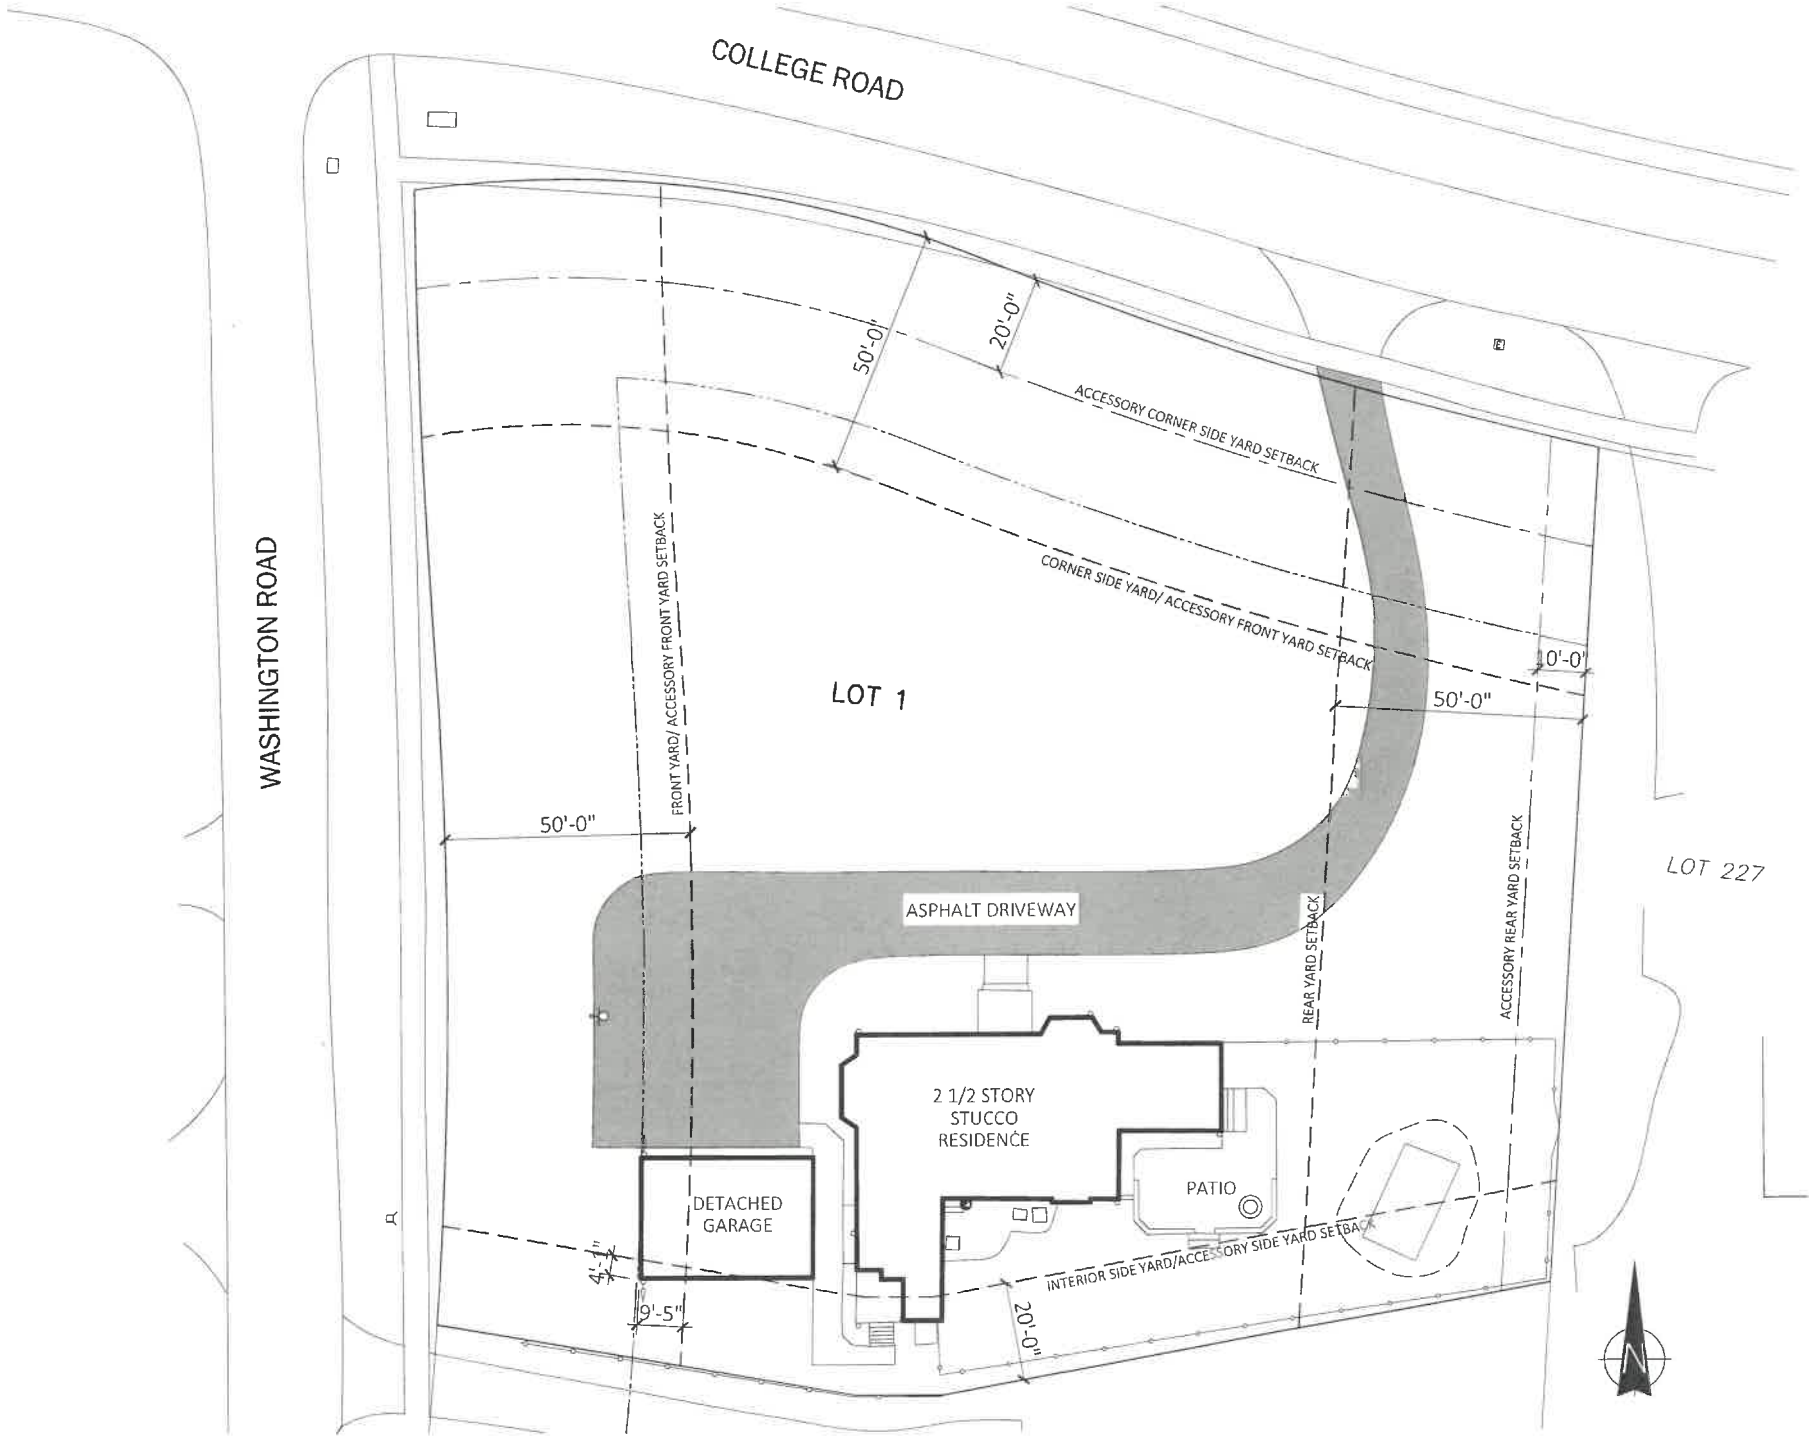 COLLEGE ROAD
E
50'-0"
20'-0"
ACCESSORY CORNER SIDE YARD SETBACK
WASHINGTON ROAD
FRONT YARD/ ACCESSORY FRONT YARD SETBACK
CORNER SIDE YARD/ ACCESSORY FRONT YARD SETBACK
0'-0"
50'-0"
LOT 1
50'-0"
LOT 227
ACCESSORY REAR YARD SETBACK
ASPHALT DRIVEWAY
REAR YARD SETBACK
2 1/2 STORY
STUCCO
RESIDENCE
PATIO
DETACHED
GARAGE
INTERIOR SIDE YARD/ACCESSORY SIDE YARD SETBACK
9'-5"
20'-0"
N